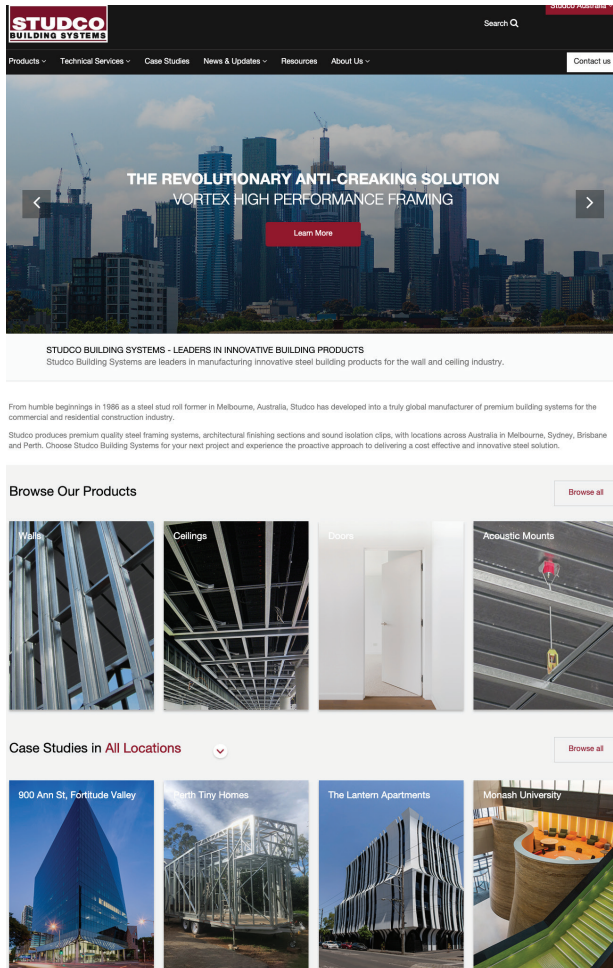 Studco Australia
STUDCO
BUILDING SYSTEMS
Search
Products
Technical Services
Case Studies
News & Updates
Resources
About Us
Contact us
THE REVOLUTIONARY ANTI-CREAKING SOLUTION
VORTEX HIGH PERFORMANCE FRAMING
Learn More
STUDCO BUILDING SYSTEMS - LEADERS IN INNOVATIVE BUILDING PRODUCTS
Studco Building Systems are leaders in manufacturing innovative steel building products for the wall and ceiling industry.
From humble beginnings in 1986 as a steel stud roll former in Melbourne, Australia, Studco has developed into a truly global manufacturer of premium building systems for the
commercial and residential construction industry.
Studco produces premium quality steel framing systems, architectural finishing sections and sound isolation clips, with locations across Australia in Melbourne, Sydney, Brisbane
and Perth. Choose Studco Building Systems for your next project and experience the proactive approach to delivering a cost effective and innovative steel solution.
Browse Our Products
Browse all
Walls
Ceilings
Doors
Acoustic Mounts
Case Studies in All Locations
Browse all
900 Ann St, Fortitude Valley
Perth Tiny Homes
The Lantern Apartments
Monash University